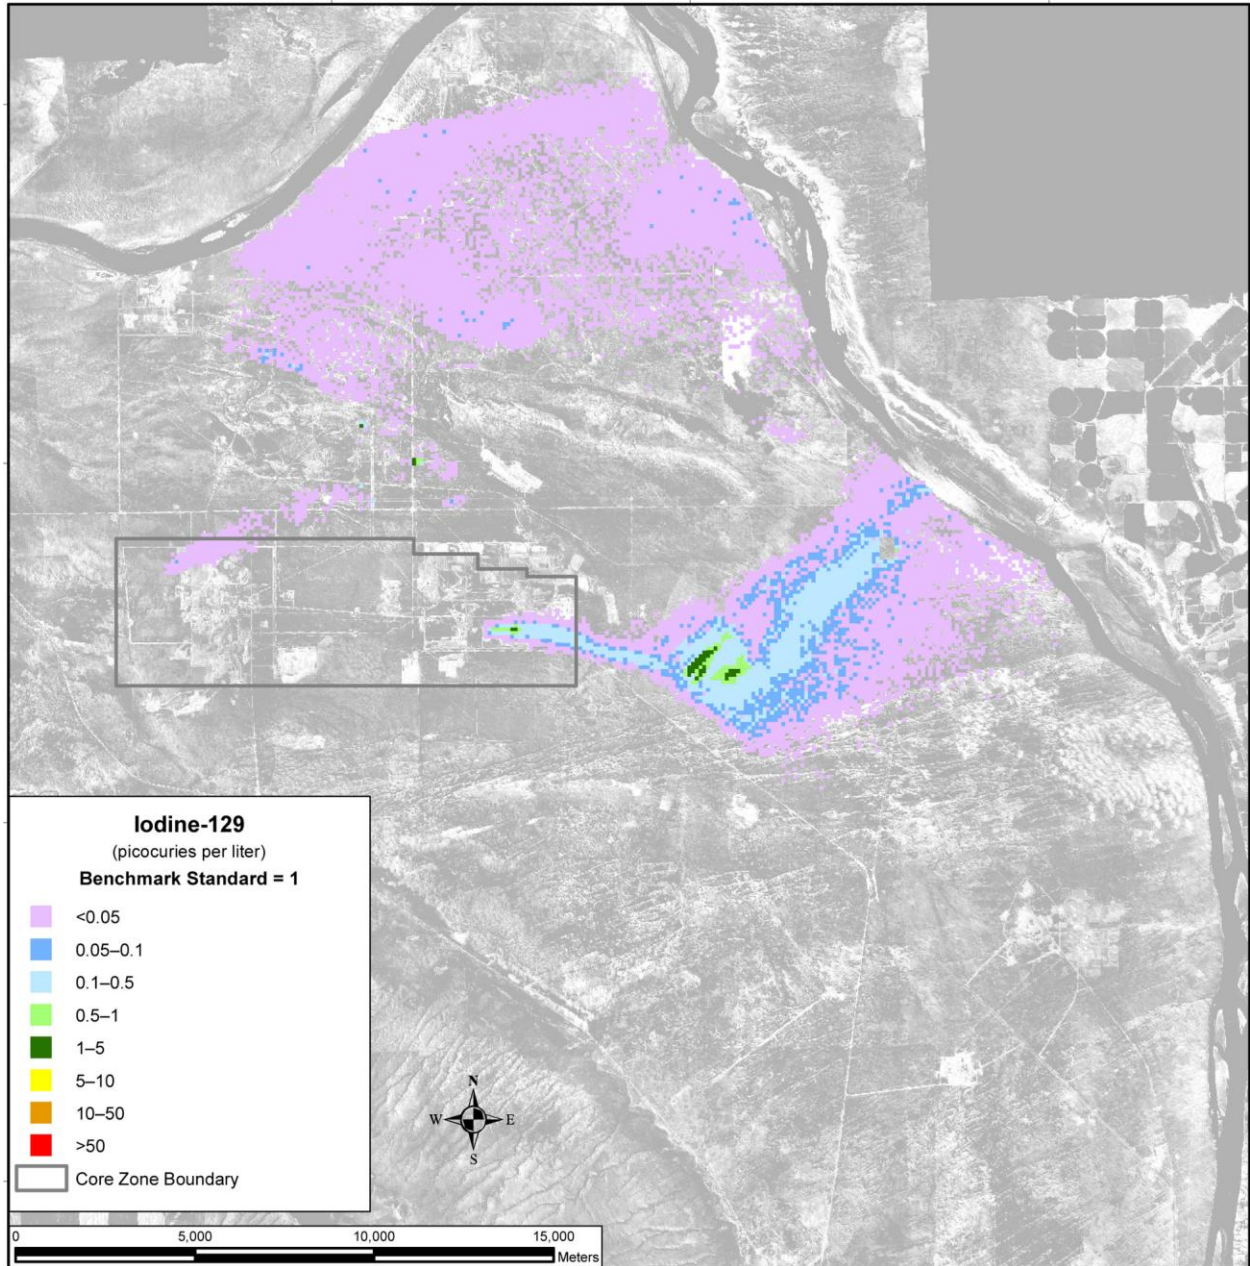 Iodine-129
(picocuries per liter)
Benchmark Standard = 1
<0.05
0.05–0.1
0.1–0.5
0.5–1
1–5
5–10
10–50
>50
Core Zone Boundary
N
W E
S
0 5,000 10,000 15,000
Meters